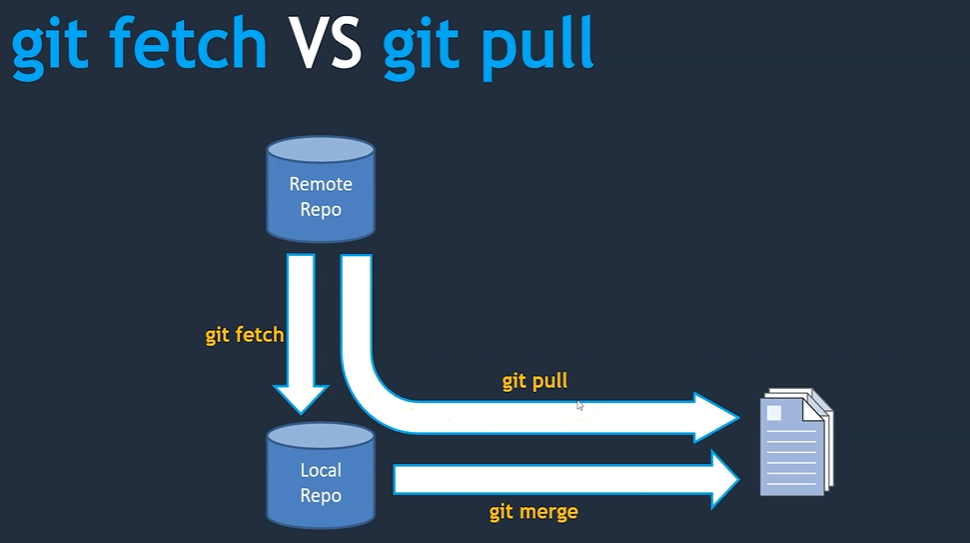 git fetch VS git pull
Remote
Repo
git fetch
git pull
Local
Repo
git merge